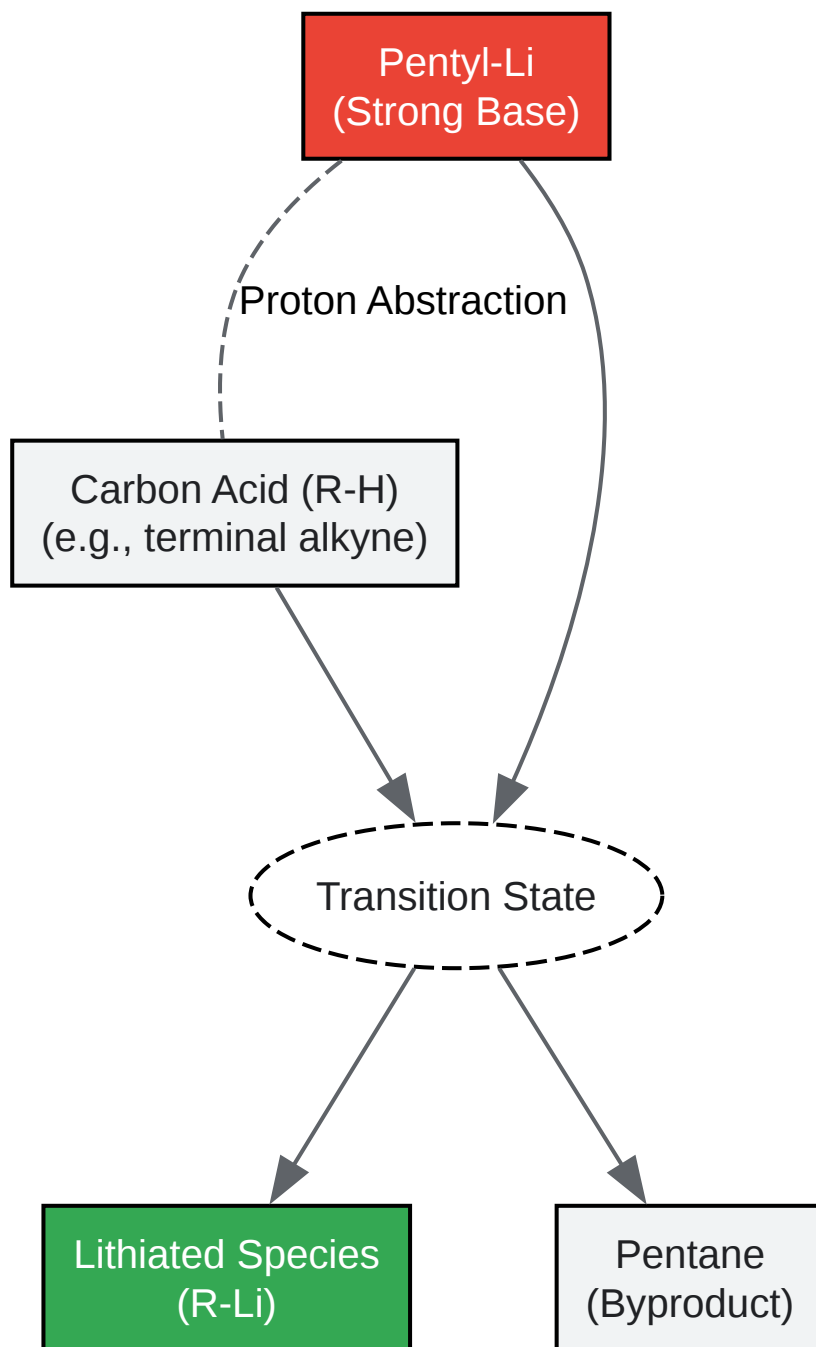 Pentyl-Li
(Strong Base)
Proton Abstraction
Carbon Acid (R-H)
(e.g., terminal alkyne)
Transition State
Lithiated Species
(R-Li)
Pentane
(Byproduct)